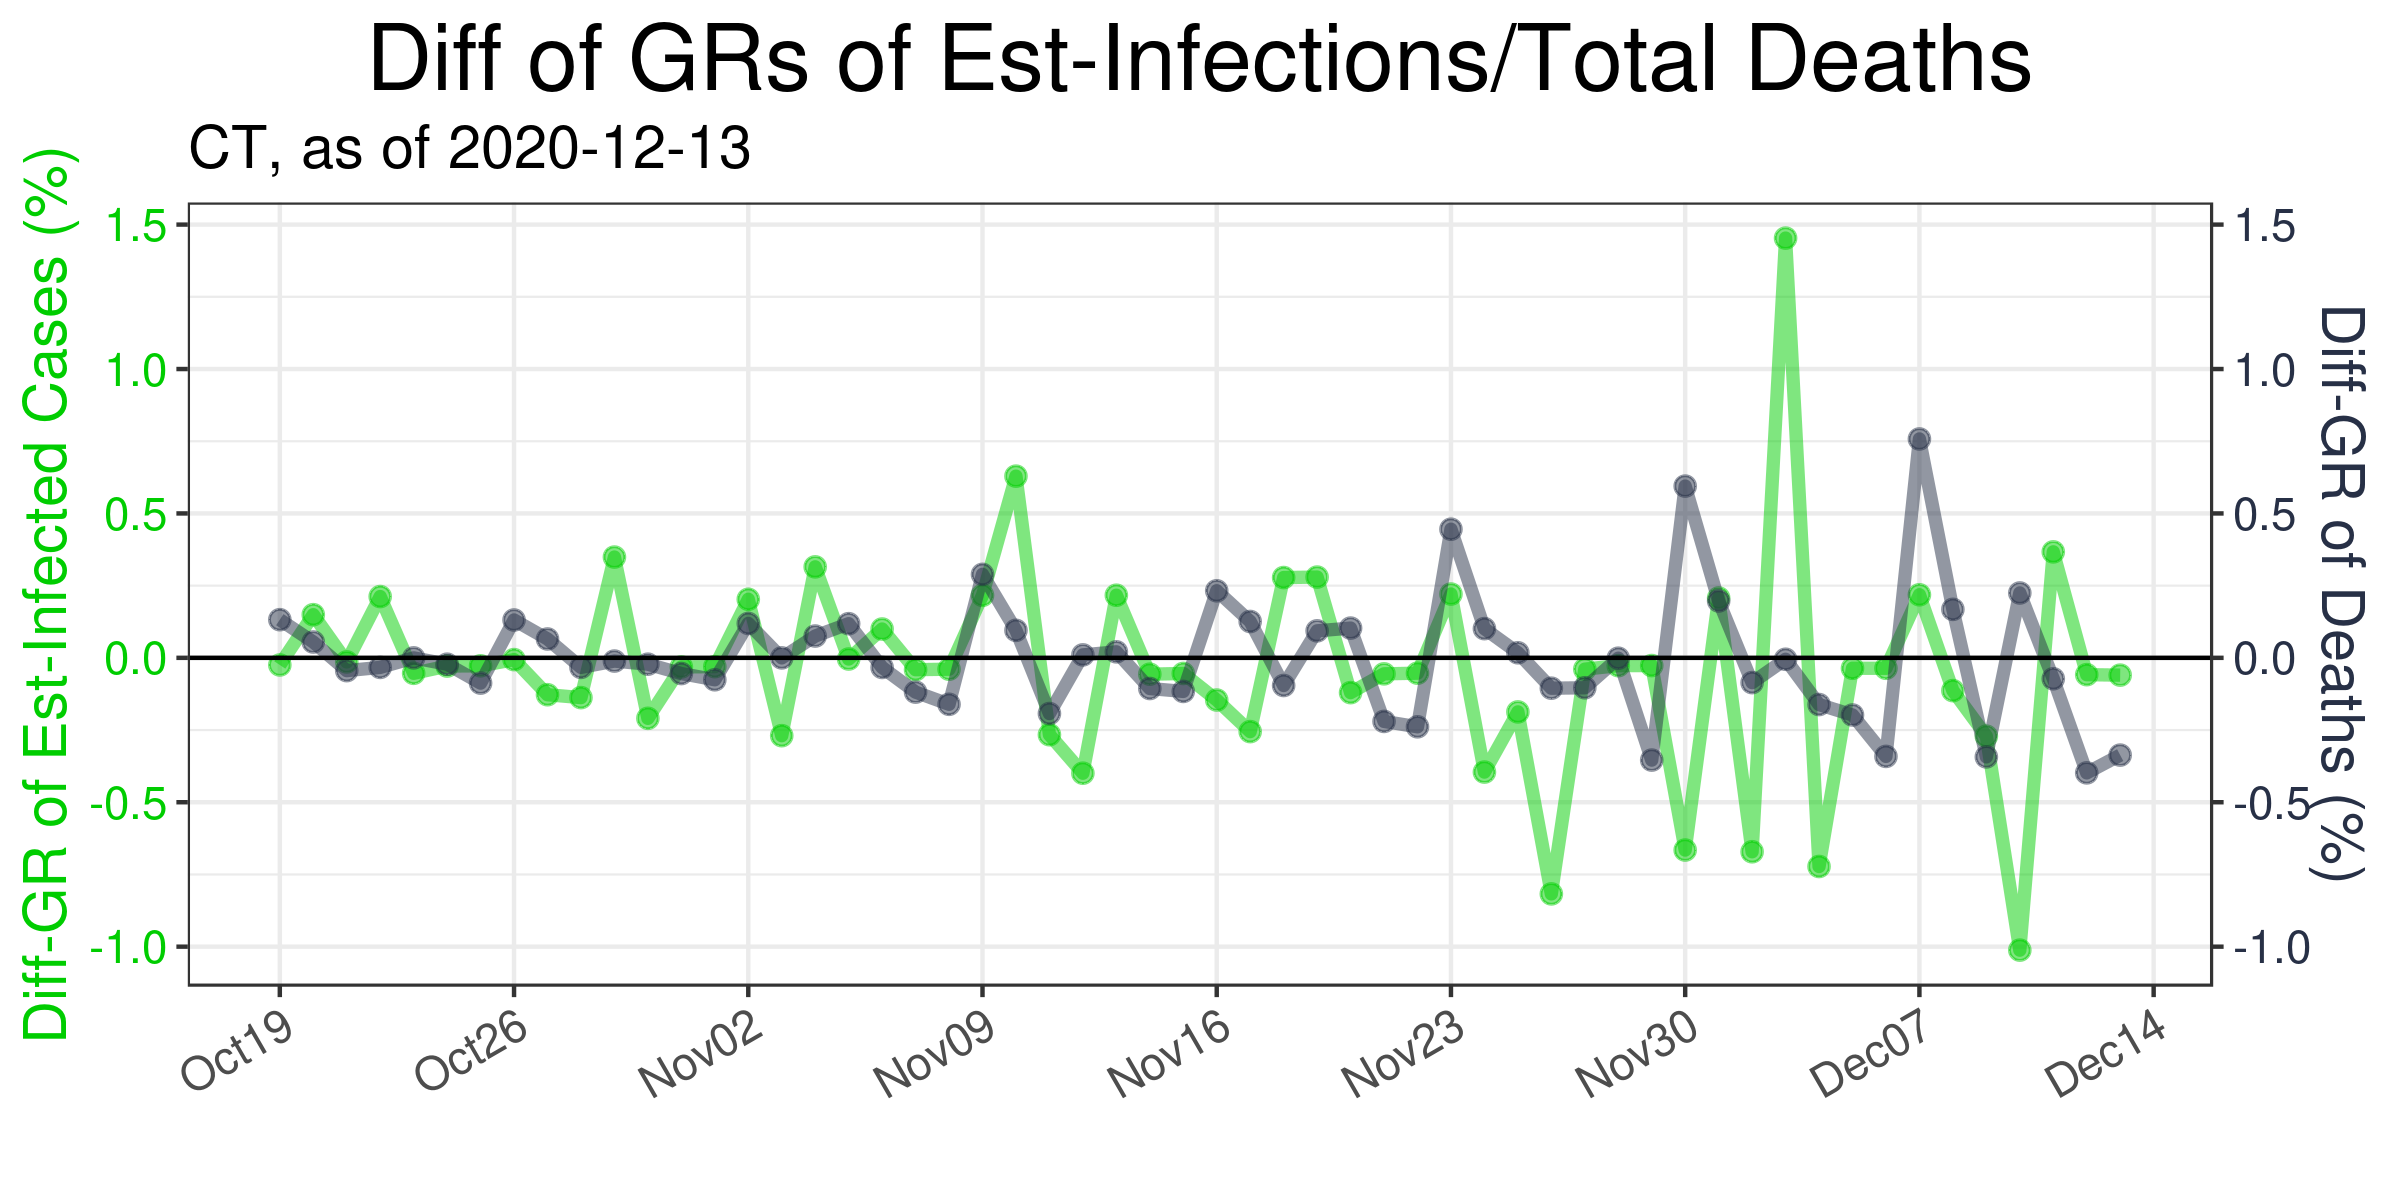 Diff of GRs of Est-Infections/Total Deaths
CT, as of 2020-12-13
Diff-GR of Est-Infected Cases (%)
1.5
1.0
0.5
0.0
-0.5
-1.0
1.5
1.0
0.5
0.0
-0.5
-1.0
Diff-GR of Deaths (%)
Oct19 Oct26 Nov02 Nov09 Nov16 Nov23 Nov30 Dec07 Dec14